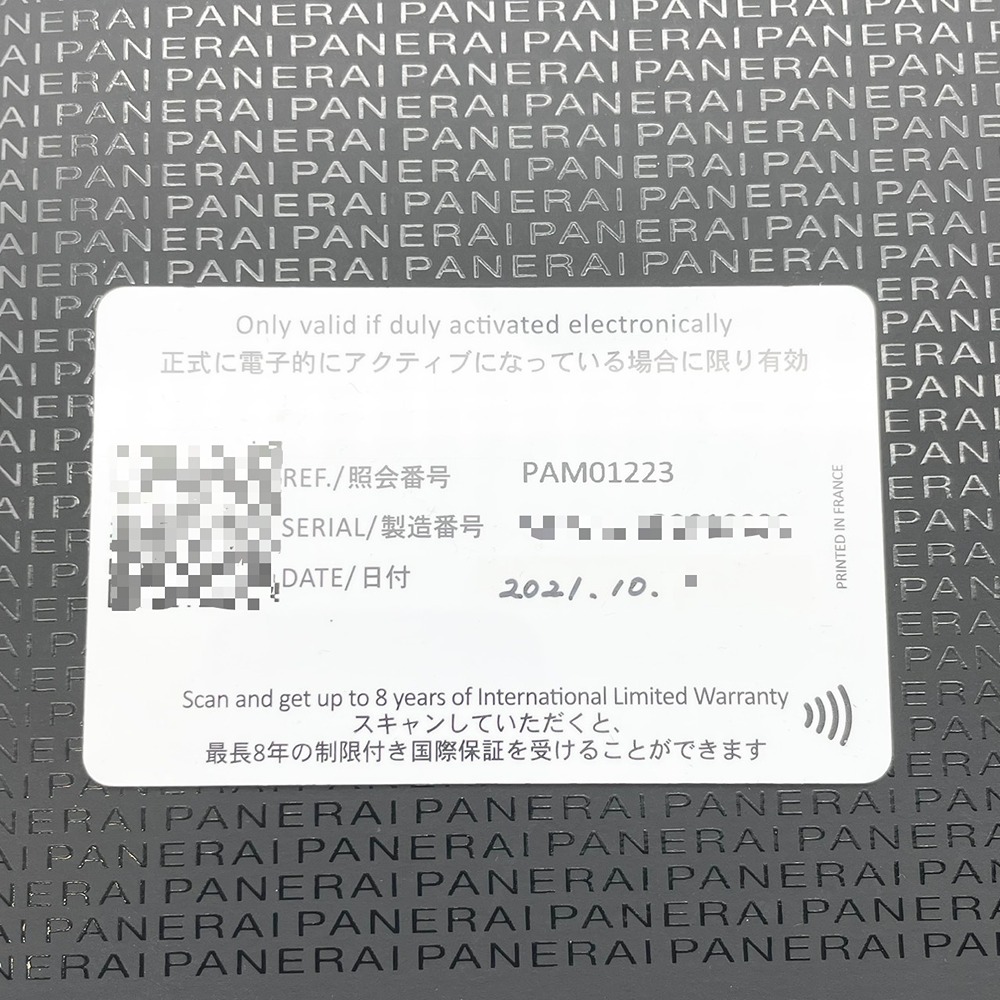 Only valid if duly activated electronically
正式に電子的にアクティブになっている場合に限り有効
REF./照会番号 PAM01223
SERIAL/製造番号
DATE/日付 2021.10.
PRINTED IN FRANCE
Scan and get up to 8 years of International Limited Warranty
スキャンしていただくと、
最長8年の制限付き国際保証を受けることができます
PANERAI PANERAI PANERAI PANERAI